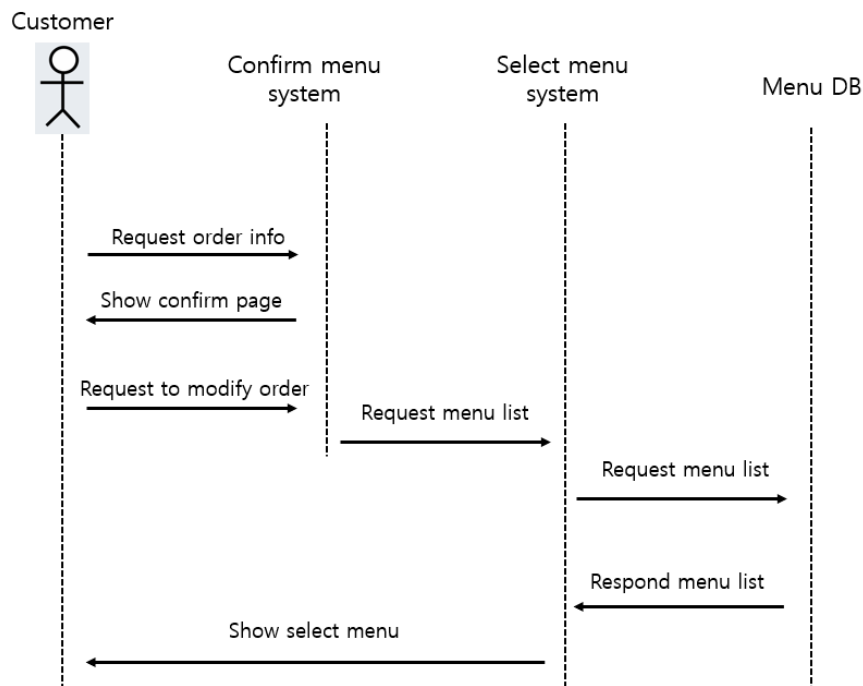 Customer
Confirm menu
system
Select menu
system
Menu DB
Request order info
Show confirm page
Request to modify order
Request menu list
Request menu list
Respond menu list
Show select menu